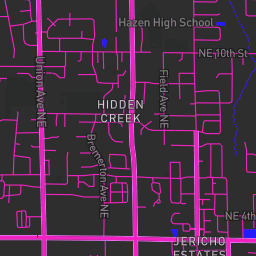 Hazen High School
NE 10th St
Union Ave NE
Field Ave NE
HIDDEN
CREEK
Bremerton Ave NE
NE 4th
JERICHO
ESTATES